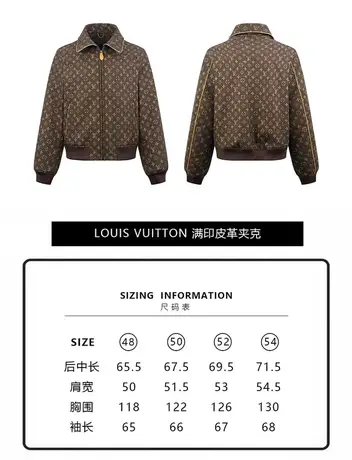 LOUIS VUITTON 满印皮革夹克
SIZING INFORMATION
尺码表
SIZE 48 50 52 54
后中长 65.5 67.5 69.5 71.5
肩宽 50 51.5 53 54.5
胸围 118 122 126 130
袖长 65 66 67 68